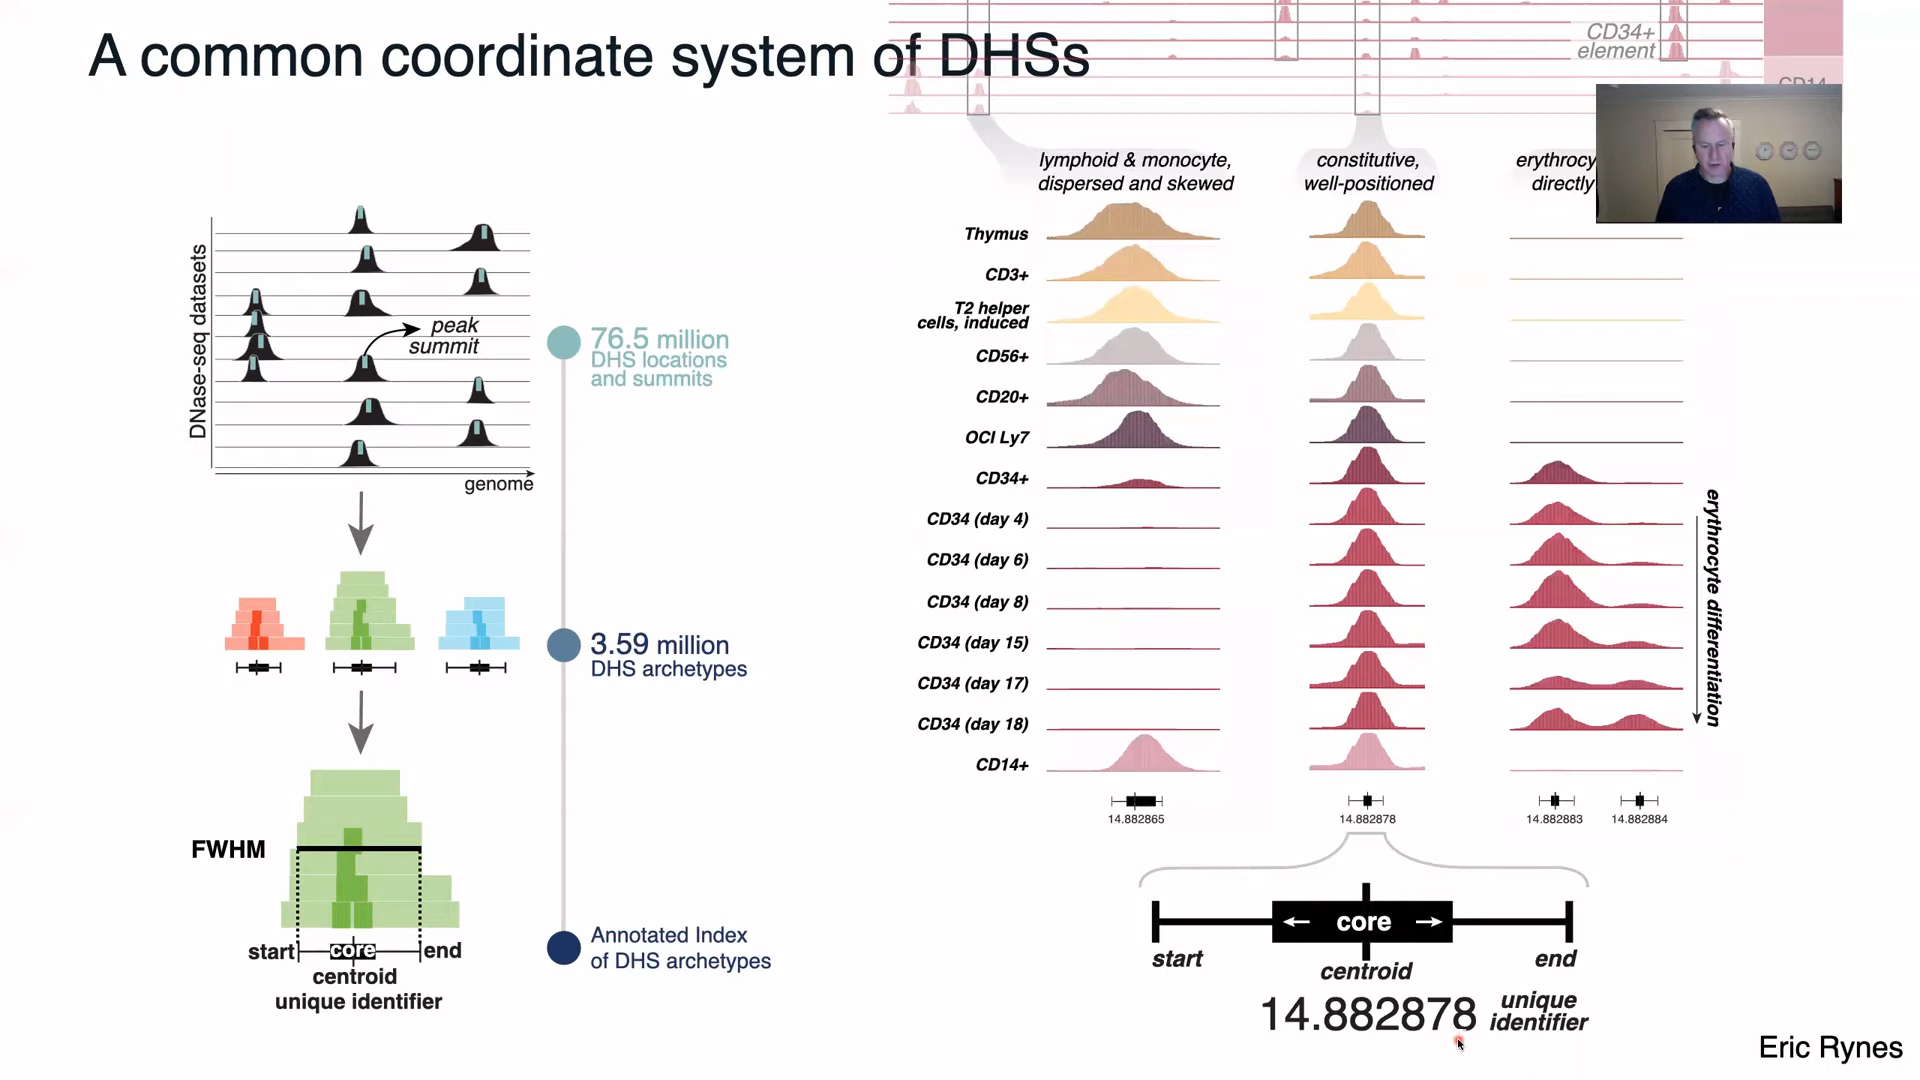 A common coordinate system of DHSs
CD34+
element
lymphoid & monocyte,
dispersed and skewed
constitutive,
well-positioned
directly
DNase-seq datasets
peak
summit
genome
76.5 million
DHS locations
and summits
3.59 million
DHS archetypes
FWHM
start
core
end
centroid
unique identifier
Annotated Index
of DHS archetypes
Thymus
CD3+
T2 helper
cells, induced
CD56+
CD20+
OCI Ly7
CD34+
CD34 (day 4)
CD34 (day 6)
CD34 (day 8)
CD34 (day 15)
CD34 (day 17)
CD34 (day 18)
CD14+
erythrocyte differentiation
14.882865
14.882878
14.882883
14.882884
core
start
centroid
end
14.882878
unique
identifier
Eric Rynes